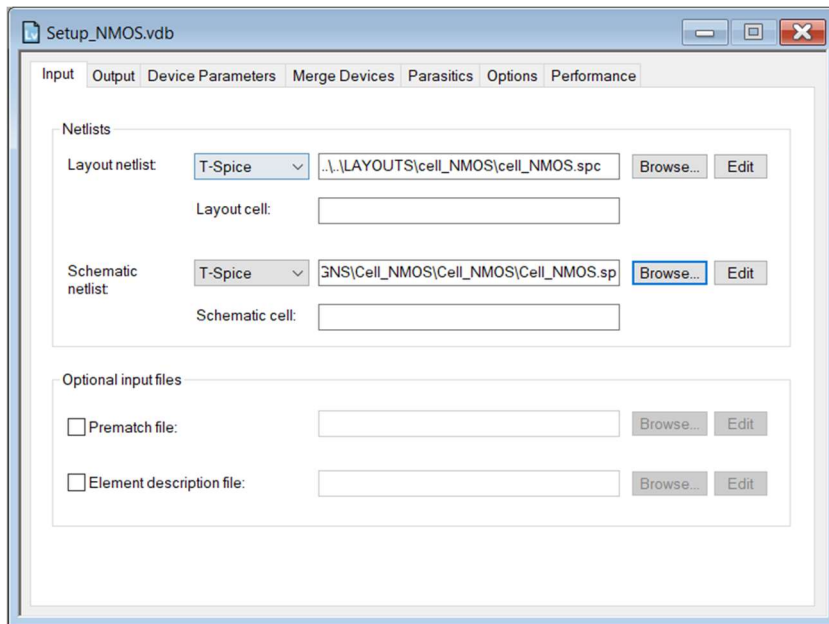 Setup_NMOS.vdb
Input Output Device Parameters Merge Devices Parasitics Options Performance
Netlists
Layout netlist: T-Spice ..\..\LAYOUTS\cell_NMOS\cell_NMOS.spc Browse... Edit
Layout cell:
Schematic netlist: T-Spice GNS\Cell_NMOS\Cell_NMOS\Cell_NMOS.sp Browse... Edit
Schematic cell:
Optional input files
Prematch file: Browse... Edit
Element description file: Browse... Edit